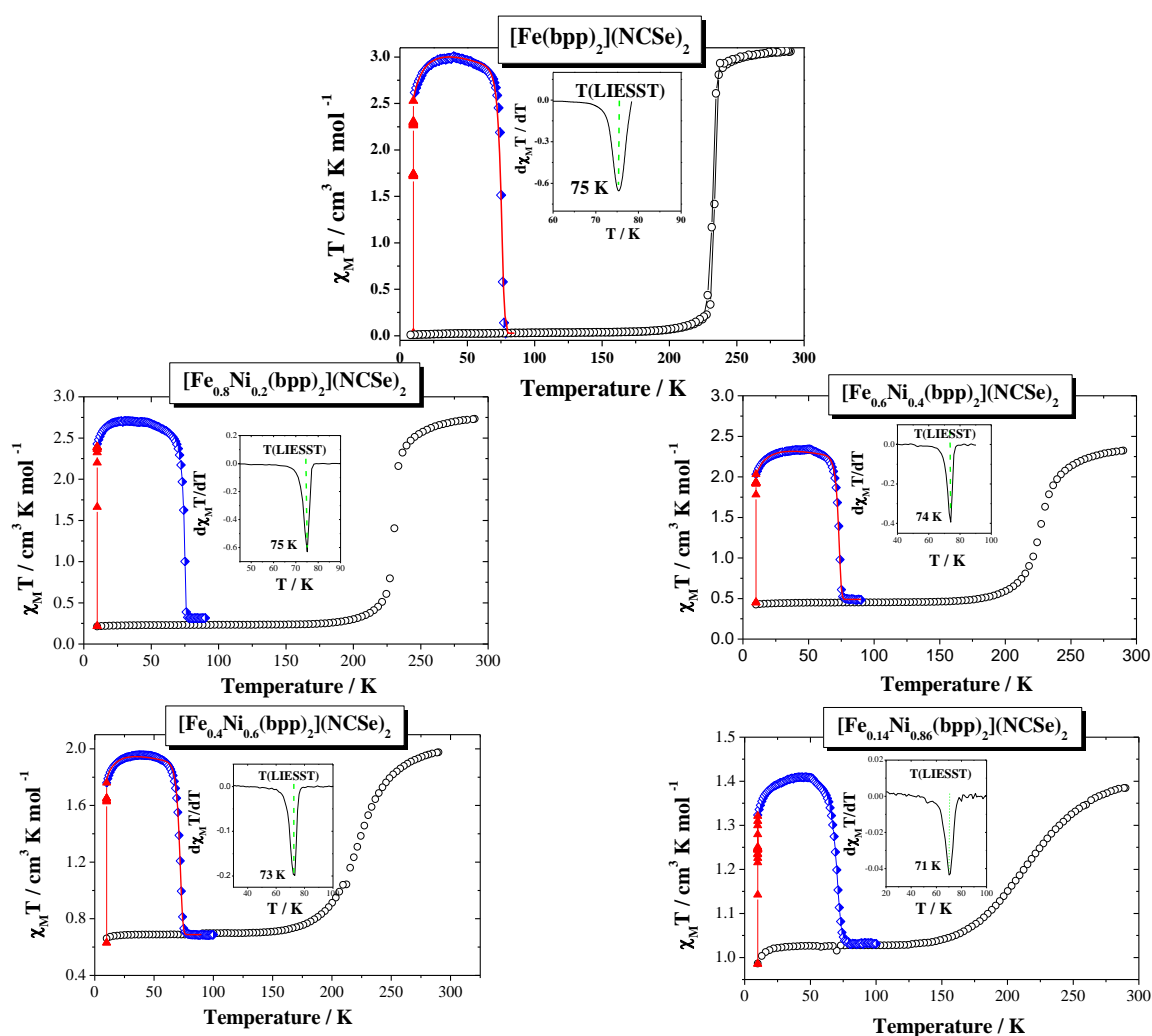 [Fe(bpp)2](NCSe)2
χMT / cm3 K mol -1
3.0
2.5
2.0
1.5
1.0
0.5
0.0
0 50 100 150 200 250 300
Temperature / K
T(LIESST)
dχMT / dT
0.0
-0.3
-0.6
75 K
60 70 80 90
T / K
[Fe0.8Ni0.2(bpp)2](NCSe)2
χMT / cm3 K mol -1
3.0
2.5
2.0
1.5
1.0
0.5
0.0
0 50 100 150 200 250 300
Temperature / K
T(LIESST)
dχMT/dT
0.2
0.0
-0.2
-0.4
-0.6
75 K
50 60 70 80 90
T / K
[Fe0.6Ni0.4(bpp)2](NCSe)2
χMT / cm3 K mol -1
3.0
2.5
2.0
1.5
1.0
0.5
0.0
0 50 100 150 200 250 300
Temperature / K
T(LIESST)
dχMT/dT
0.0
-0.2
-0.4
74 K
40 60 80 100
T / K
[Fe0.4Ni0.6(bpp)2](NCSe)2
χMT / cm3 K mol -1
2.0
1.6
1.2
0.8
0.4
0 50 100 150 200 250 300
Temperature / K
T(LIESST)
dχMT/dT
0.0
-0.1
-0.2
73 K
40 60 80 100
T / K
[Fe0.14Ni0.86(bpp)2](NCSe)2
χMT / cm3 K mol -1
1.5
1.4
1.3
1.2
1.1
1.0
0.9
0 50 100 150 200 250 300
Temperature / K
T(LIESST)
dχMT/dT
0.00
-0.02
-0.04
71 K
20 40 60 80 100
T / K